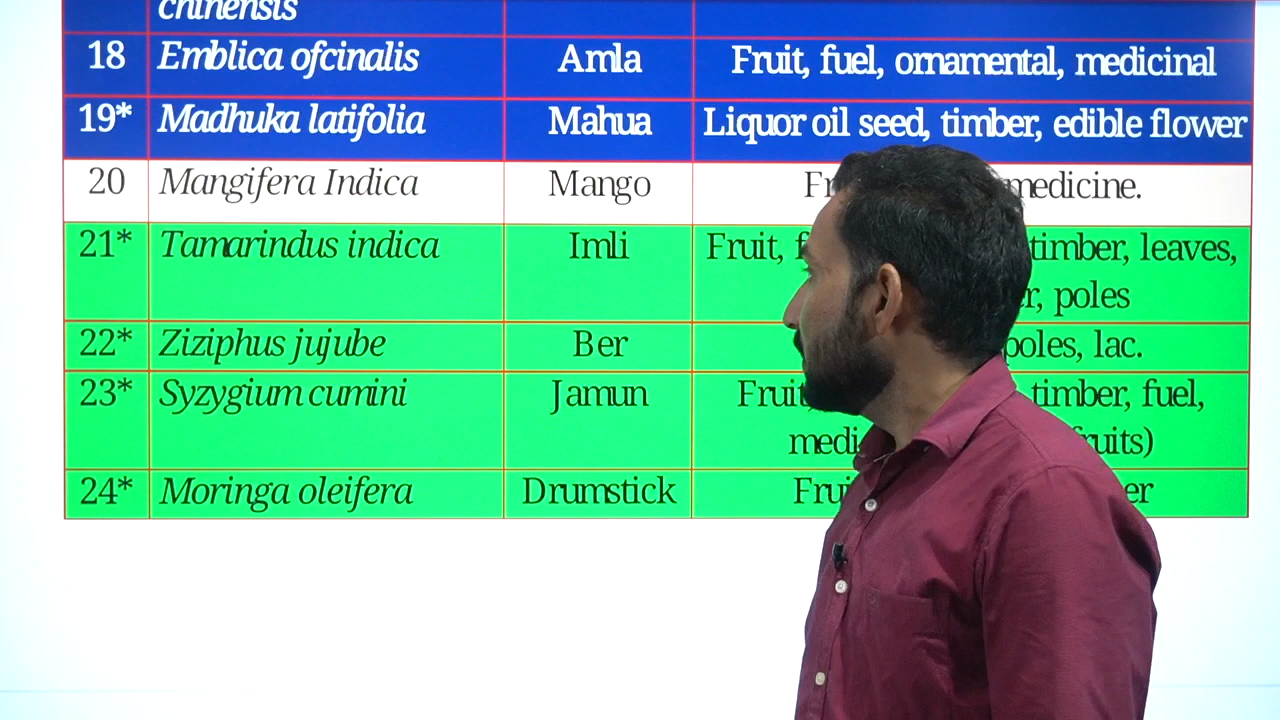 chinensis
18 Emblica ofcinalis Amla Fruit, fuel, ornamental, medicinal
19* Madhuka latifolia Mahua Liquor oil seed, timber, edible flower
20 Mangifera Indica Mango medicine.
21* Tamarindus indica Imli Fruit, timber, leaves,
poles
22* Ziziphus jujube Ber poles, lac.
23* Syzygium cumini Jamun Fruit, timber, fuel,
24* Moringa oleifera Drumstick